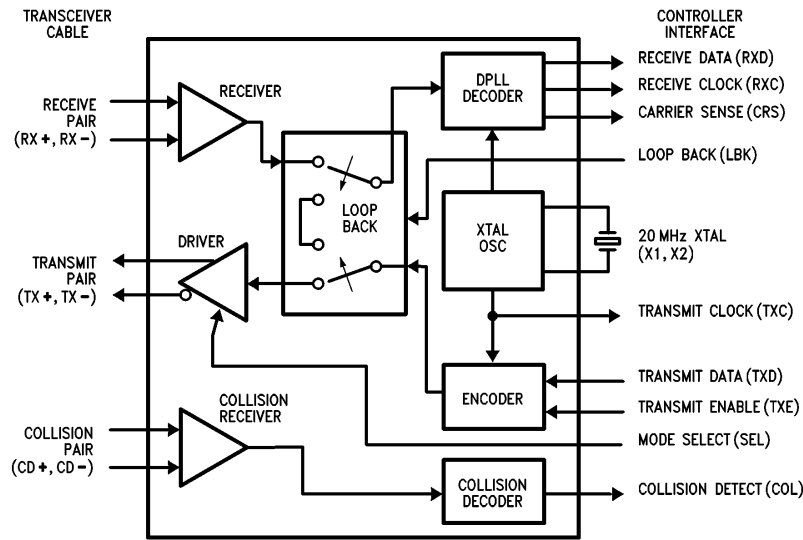 TRANSCEIVER
CABLE
CONTROLLER
INTERFACE
RECEIVE
PAIR
(RX+, RX−)
RECEIVER
DPLL
DECODER
RECEIVE DATA (RXD)
RECEIVE CLOCK (RXC)
CARRIER SENSE (CRS)
LOOP BACK (LBK)
LOOP
BACK
XTAL
OSC
20 MHz XTAL
(X1, X2)
DRIVER
TRANSMIT
PAIR
(TX+, TX−)
TRANSMIT CLOCK (TXC)
ENCODER
TRANSMIT DATA (TXD)
TRANSMIT ENABLE (TXE)
MODE SELECT (SEL)
COLLISION
RECEIVER
COLLISION
PAIR
(CD+, CD−)
COLLISION
DECODER
COLLISION DETECT (COL)